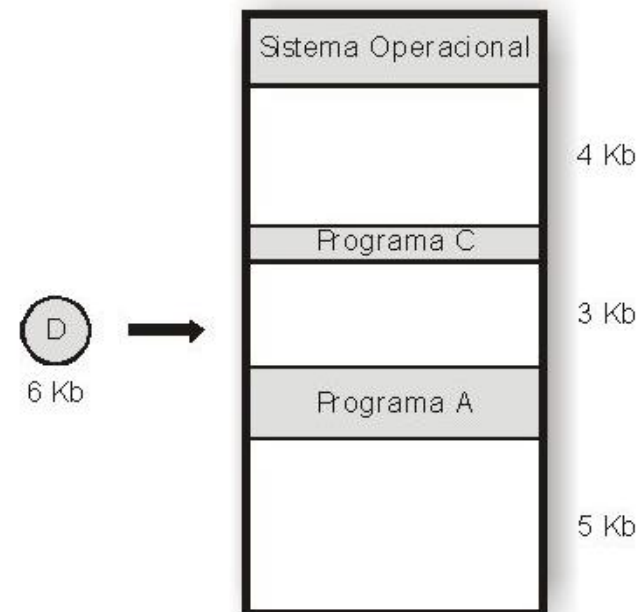 Sistema Operacional
4 Kb
Programa C
3 Kb
D
6 Kb
Programa A
5 Kb